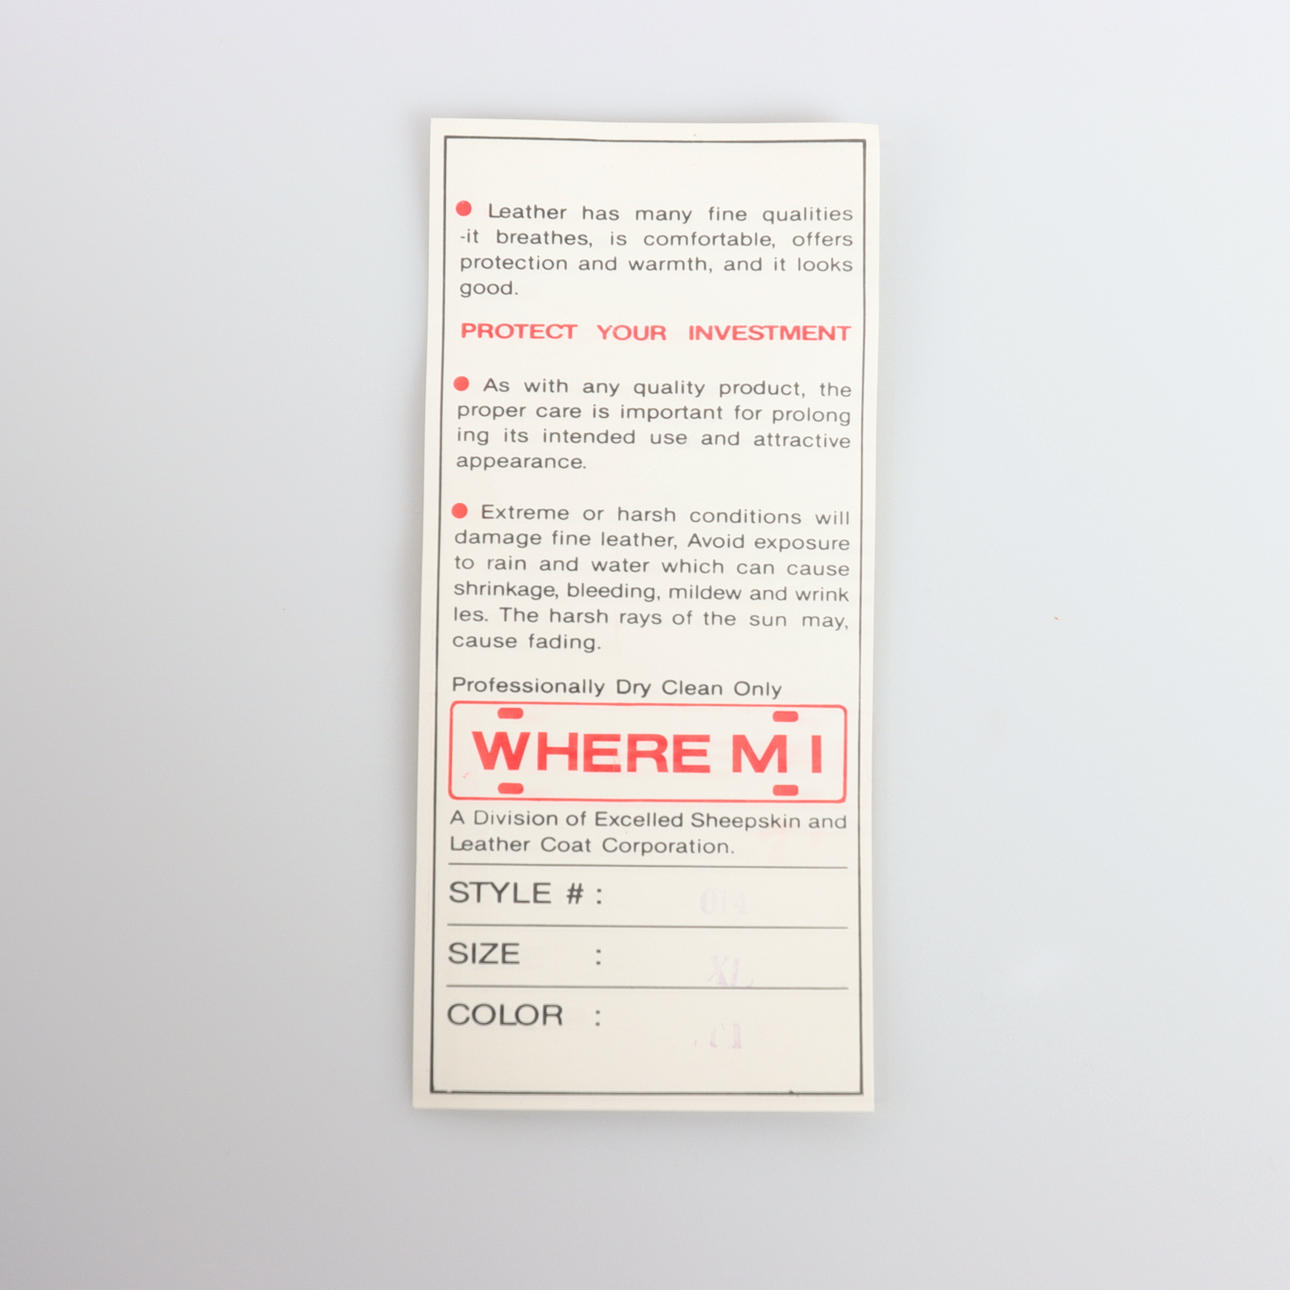 ● Leather has many fine qualities
-it breathes, is comfortable, offers
protection and warmth, and it looks
good.
PROTECT YOUR INVESTMENT
● As with any quality product, the
proper care is important for prolong
ing its intended use and attractive
appearance.
● Extreme or harsh conditions will
damage fine leather, Avoid exposure
to rain and water which can cause
shrinkage, bleeding, mildew and wrink
les. The harsh rays of the sun may,
cause fading.
Professionally Dry Clean Only
WHERE M I
A Division of Excelled Sheepskin and
Leather Coat Corporation.
STYLE # :
SIZE : XL
COLOR :